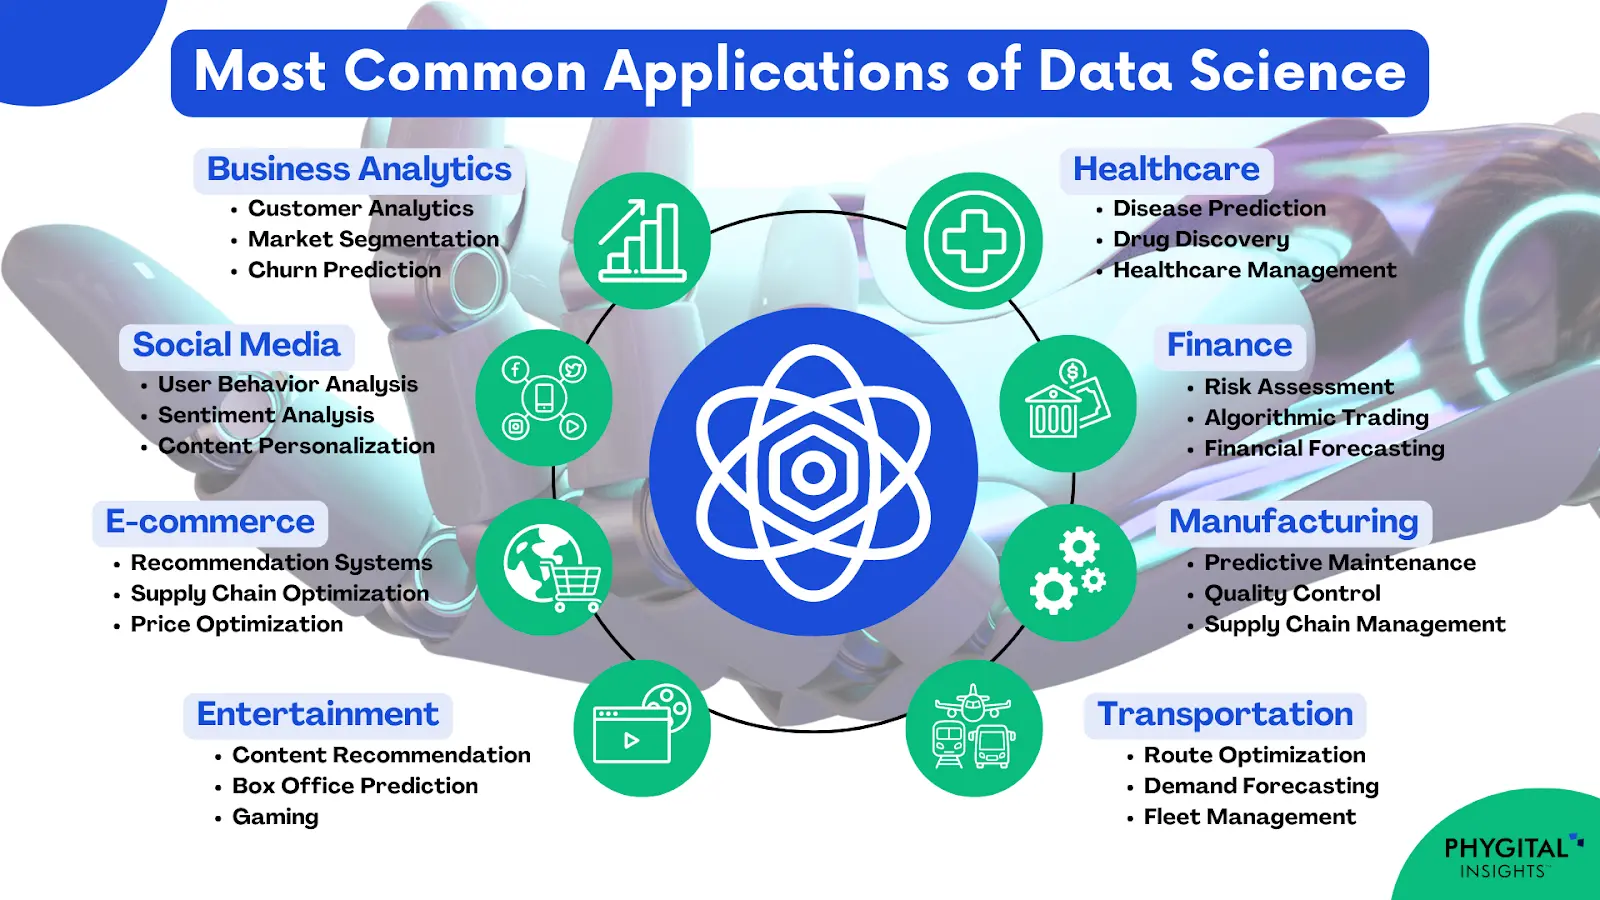 Most Common Applications of Data Science
Business Analytics
• Customer Analytics
• Market Segmentation
• Churn Prediction
Social Media
• User Behavior Analysis
• Sentiment Analysis
• Content Personalization
E-commerce
• Recommendation Systems
• Supply Chain Optimization
• Price Optimization
Entertainment
• Content Recommendation
• Box Office Prediction
• Gaming
Healthcare
• Disease Prediction
• Drug Discovery
• Healthcare Management
Finance
• Risk Assessment
• Algorithmic Trading
• Financial Forecasting
Manufacturing
• Predictive Maintenance
• Quality Control
• Supply Chain Management
Transportation
• Route Optimization
• Demand Forecasting
• Fleet Management
PHYGITAL
INSIGHTS™